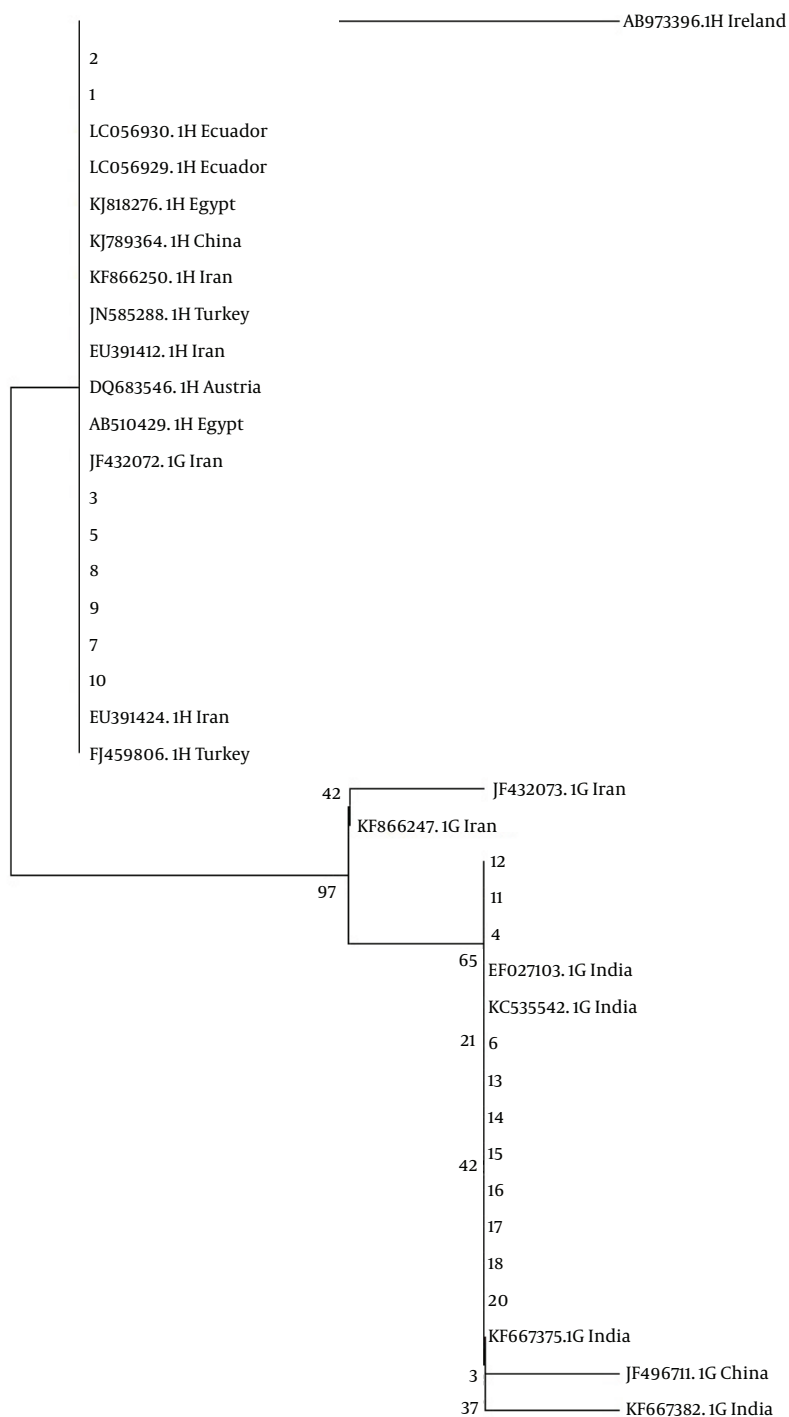 AB973396.1H Ireland
2
1
LC056930. 1H Ecuador
LC056929. 1H Ecuador
KJ818276. 1H Egypt
KJ789364. 1H China
KF866250. 1H Iran
JN585288. 1H Turkey
EU391412. 1H Iran
DQ683546. 1H Austria
AB510429. 1H Egypt
JF432072. 1G Iran
3
5
8
9
7
10
EU391424. 1H Iran
FJ459806. 1H Turkey
42 JF432073. 1G Iran
KF866247. 1G Iran
12
97
11
4
65 EF027103. 1G India
KC535542. 1G India
21 6
13
14
15
42
16
17
18
20
KF667375.1G India
3 JF496711. 1G China
37 KF667382. 1G India